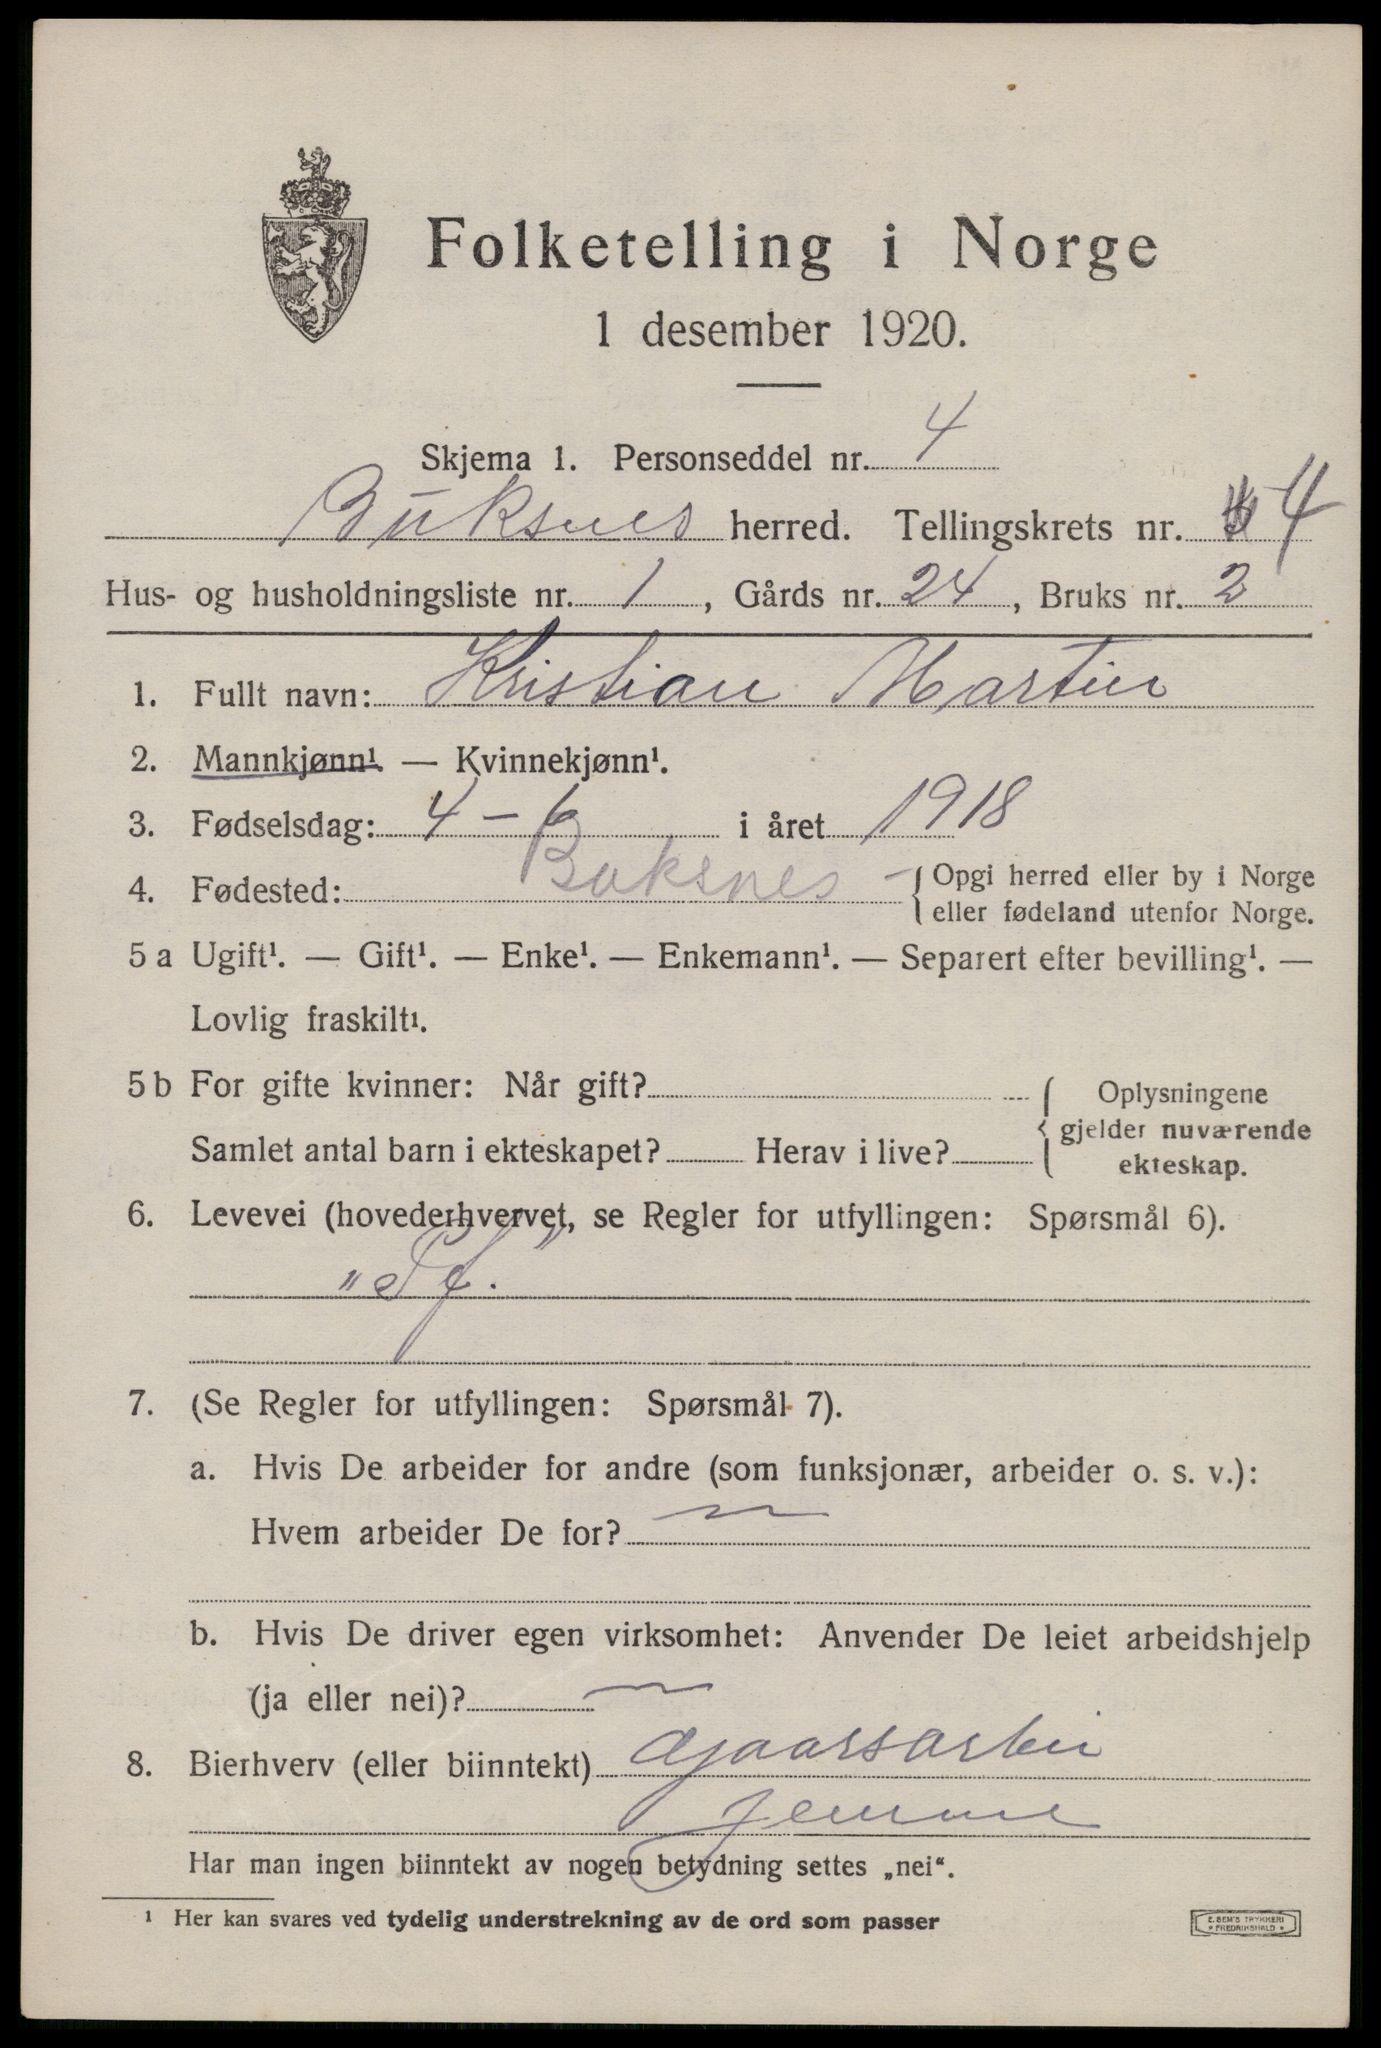 Folketelling i Norge
1 desember 1920.
Skjema 1. Personseddel nr. 4
Buksnes herred. Tellingskrets nr. 4
Hus- og husholdningsliste nr. 1, Gårds nr. 24, Bruks nr. 2
1. Fullt navn: Kristian Martin
2. Mannkjønn¹. — Kvinnekjønn¹.
3. Fødselsdag: 4 - 6 i året 1918
4. Fødested: Buksnes { Opgi herred eller by i Norge
eller fødeland utenfor Norge.
5 a Ugift¹. — Gift¹. — Enke¹. — Enkemann¹. — Separert efter bevilling¹. —
Lovlig fraskilt¹.
5 b For gifte kvinner: Når gift?
Samlet antal barn i ekteskapet? Herav i live?
{ Oplysningene
gjelder nuværende
ekteskap.
6. Levevei (hovederhvervet, se Regler for utfyllingen: Spørsmål 6).
7. (Se Regler for utfyllingen: Spørsmål 7).
a. Hvis De arbeider for andre (som funksjonær, arbeider o. s. v.):
Hvem arbeider De for? —
b. Hvis De driver egen virksomhet: Anvender De leiet arbeidshjelp
(ja eller nei)? —
8. Bierhverv (eller biinntekt) gaarsarbei
jemme
Har man ingen biinntekt av nogen betydning settes „nei“.
¹ Her kan svares ved tydelig understrekning av de ord som passer
E. SEM'S TRYKKERI
* FREDRIKSHALD *